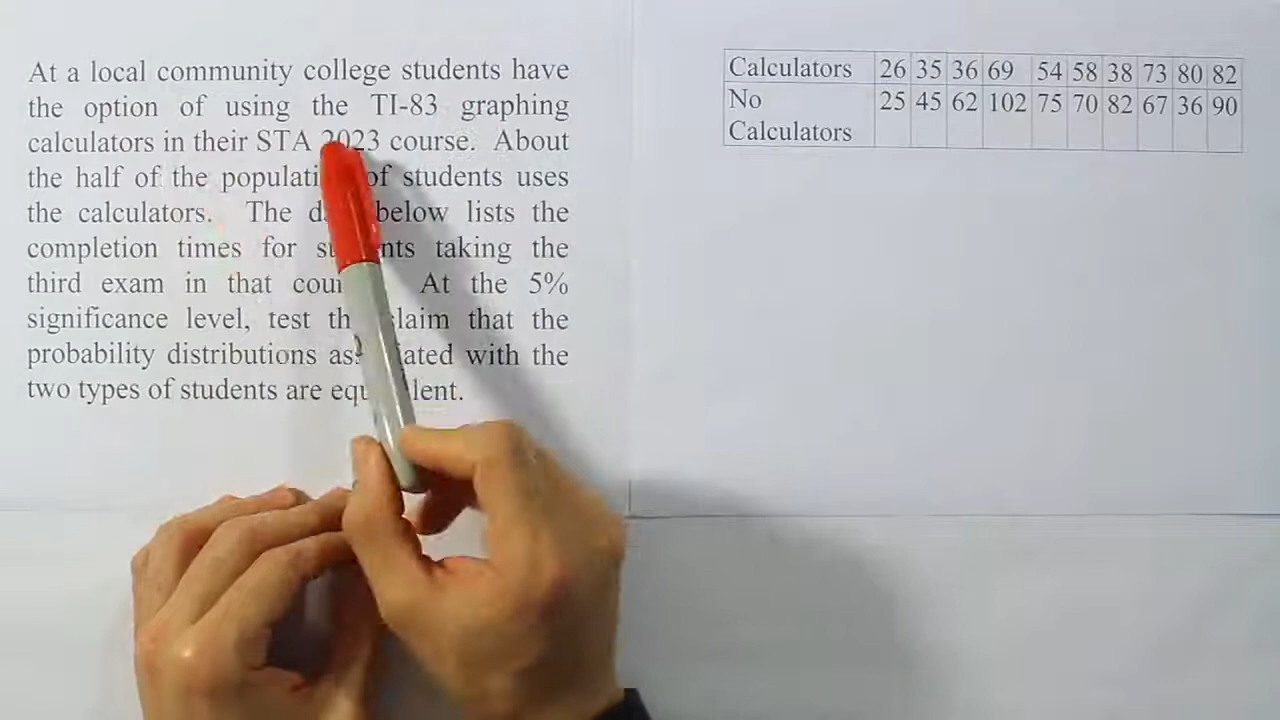 At a local community college students have
the option of using the TI-83 graphing
calculators in their STA 2023 course. About
the half of the populati of students uses
the calculators. The d below lists the
completion times for st nts taking the
third exam in that cour At the 5%
significance level, test th claim that the
probability distributions ass iated with the
two types of students are equ lent.
Calculators 26 35 36 69 54 58 38 73 80 82
No 25 45 62 102 75 70 82 67 36 90
Calculators